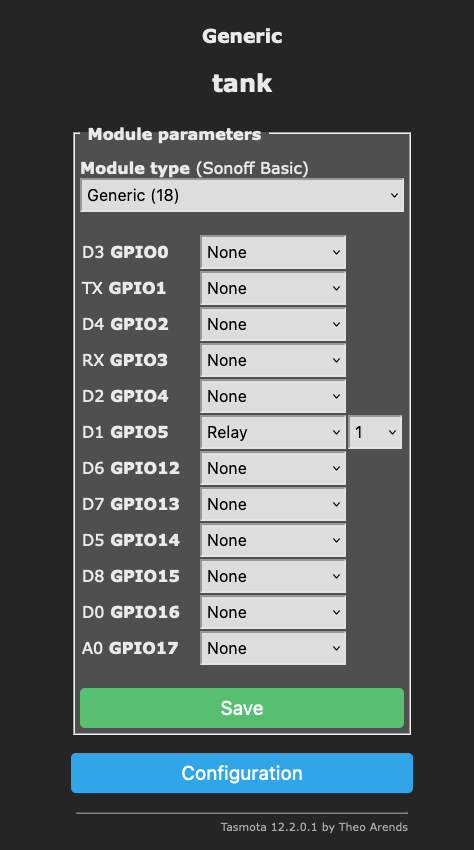 Generic
tank
Module parameters
Module type (Sonoff Basic)
Generic (18)
D3 GPIO0 None
TX GPIO1 None
D4 GPIO2 None
RX GPIO3 None
D2 GPIO4 None
D1 GPIO5 Relay 1
D6 GPIO12 None
D7 GPIO13 None
D5 GPIO14 None
D8 GPIO15 None
D0 GPIO16 None
A0 GPIO17 None
Save
Configuration
Tasmota 12.2.0.1 by Theo Arends